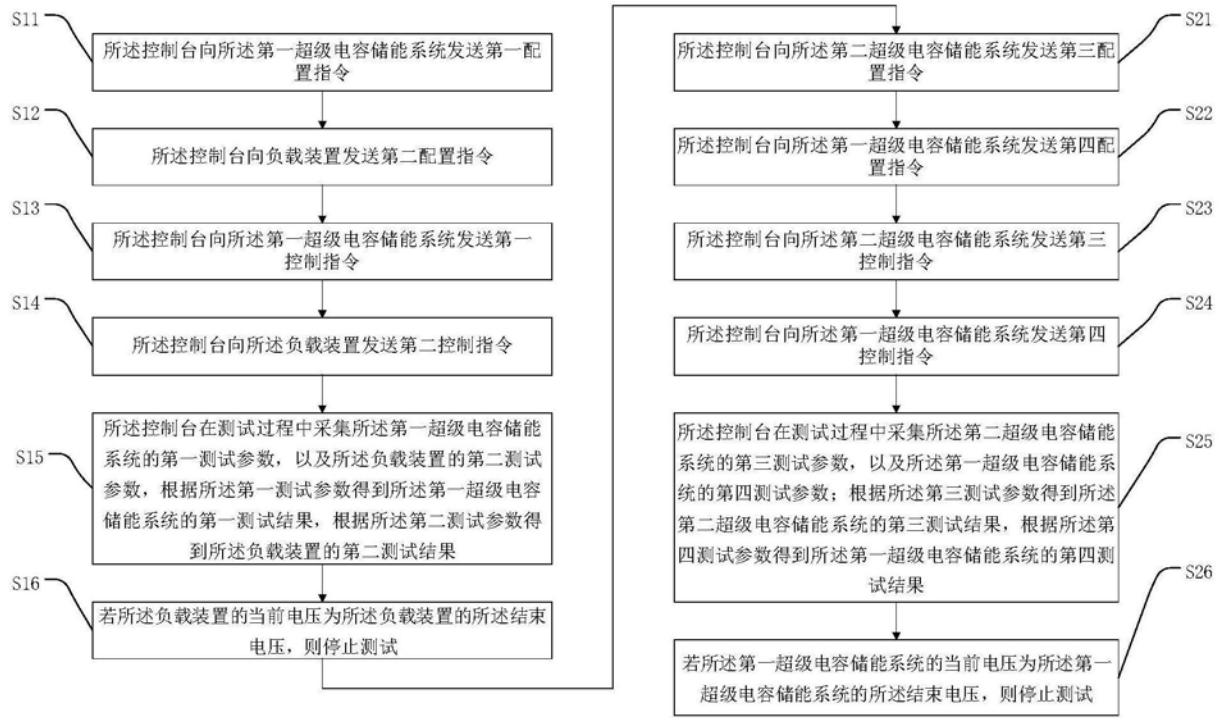 S11
所述控制台向所述第一超级电容储能系统发送第一配
置指令
S12
所述控制台向负载装置发送第二配置指令
S13
所述控制台向所述第一超级电容储能系统发送第一
控制指令
S14
所述控制台向所述负载装置发送第二控制指令
S15
所述控制台在测试过程中采集所述第一超级电容储能
系统的第一测试参数，以及所述负载装置的第二测试
参数，根据所述第一测试参数得到所述第一超级电容
储能系统的第一测试结果，根据所述第二测试参数得
到所述负载装置的第二测试结果
S16
若所述负载装置的当前电压为所述负载装置的所述结束
电压，则停止测试
S21
所述控制台向所述第二超级电容储能系统发送第三配
置指令
S22
所述控制台向所述第一超级电容储能系统发送第四配
置指令
S23
所述控制台向所述第二超级电容储能系统发送第三
控制指令
S24
所述控制台向所述第一超级电容储能系统发送第四
控制指令
S25
所述控制台在测试过程中采集所述第二超级电容储能
系统的第三测试参数，以及所述第一超级电容储能系
统的第四测试参数；根据所述第三测试参数得到所述
第二超级电容储能系统的第三测试结果，根据所述第
四测试参数得到所述第一超级电容储能系统的第四测
试结果
S26
若所述第一超级电容储能系统的当前电压为所述第一
超级电容储能系统的所述结束电压，则停止测试